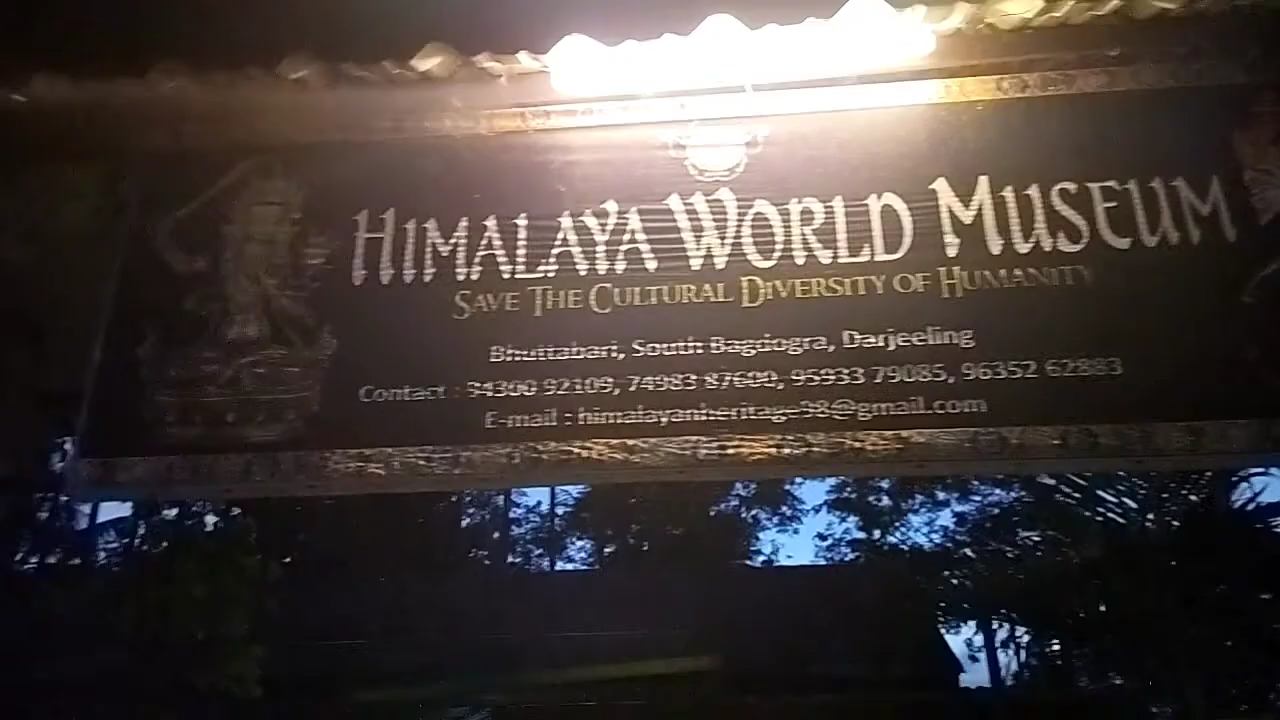 HIMALAYA WORLD MUSEUM
SAVE THE CULTURAL DIVERSITY OF HUMANITY
Bhuttabari, South Bagdogra, Darjeeling
Contact : 94300 92109, 74983 87600, 95933 79085, 96352 62883
E-mail : himalayanheritage98@gmail.com